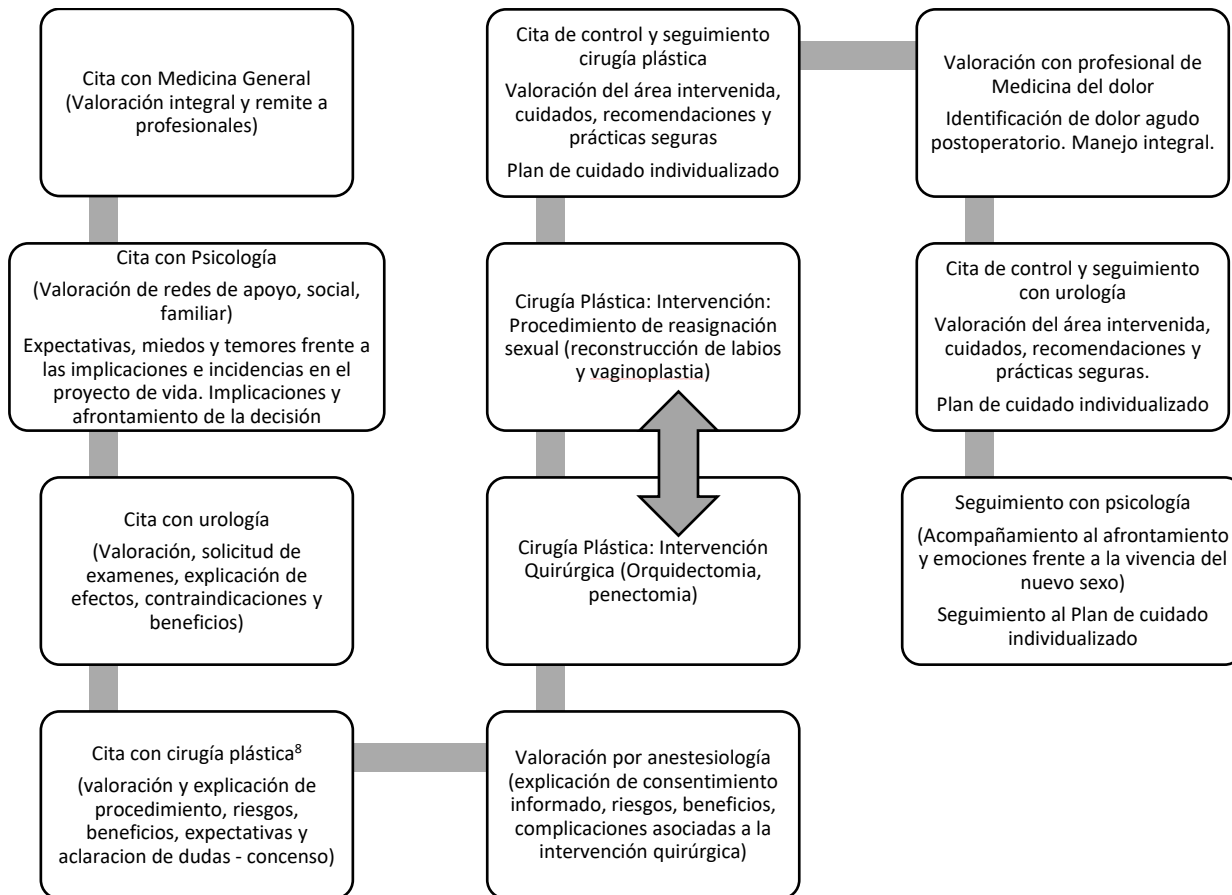 Cita con Medicina General
(Valoración integral y remite a
profesionales)
Cita con Psicología
(Valoración de redes de apoyo, social,
familiar)
Expectativas, miedos y temores frente a
las implicaciones e incidencias en el
proyecto de vida. Implicaciones y
afrontamiento de la decisión
Cita con urología
(Valoración, solicitud de
examenes, explicación de
efectos, contraindicaciones y
beneficios)
Cita con cirugía plástica⁸
(valoración y explicación de
procedimiento, riesgos,
beneficios, expectativas y
aclaracion de dudas - concenso)
Valoración por anestesiología
(explicación de consentimiento
informado, riesgos, beneficios,
complicaciones asociadas a la
intervención quirúrgica)
Cirugía Plástica: Intervención
Quirúrgica (Orquidectomia,
penectomia)
Cirugía Plástica: Intervención:
Procedimiento de reasignación
sexual (reconstrucción de labios
y vaginoplastia)
Cita de control y seguimiento
cirugía plástica
Valoración del área intervenida,
cuidados, recomendaciones y
prácticas seguras
Plan de cuidado individualizado
Valoración con profesional de
Medicina del dolor
Identificación de dolor agudo
postoperatorio. Manejo integral.
Cita de control y seguimiento
con urología
Valoración del área intervenida,
cuidados, recomendaciones y
prácticas seguras.
Plan de cuidado individualizado
Seguimiento con psicología
(Acompañamiento al afrontamiento
y emociones frente a la vivencia del
nuevo sexo)
Seguimiento al Plan de cuidado
individualizado